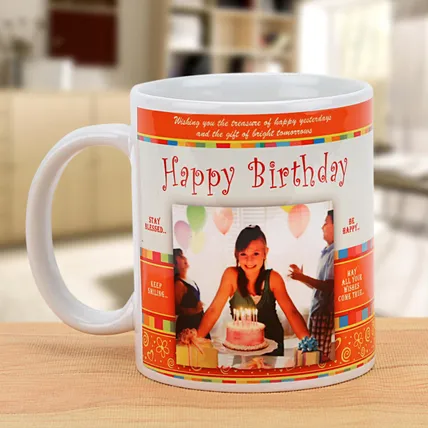 Wishing you the treasure of happy yesterdays
and the gift of bright tomorrows
Happy Birthday
STAY
BLESSED...
BE
HAPPY...
KEEP
SMILING...
MAY
ALL YOUR
WISHES
COME TRUE...